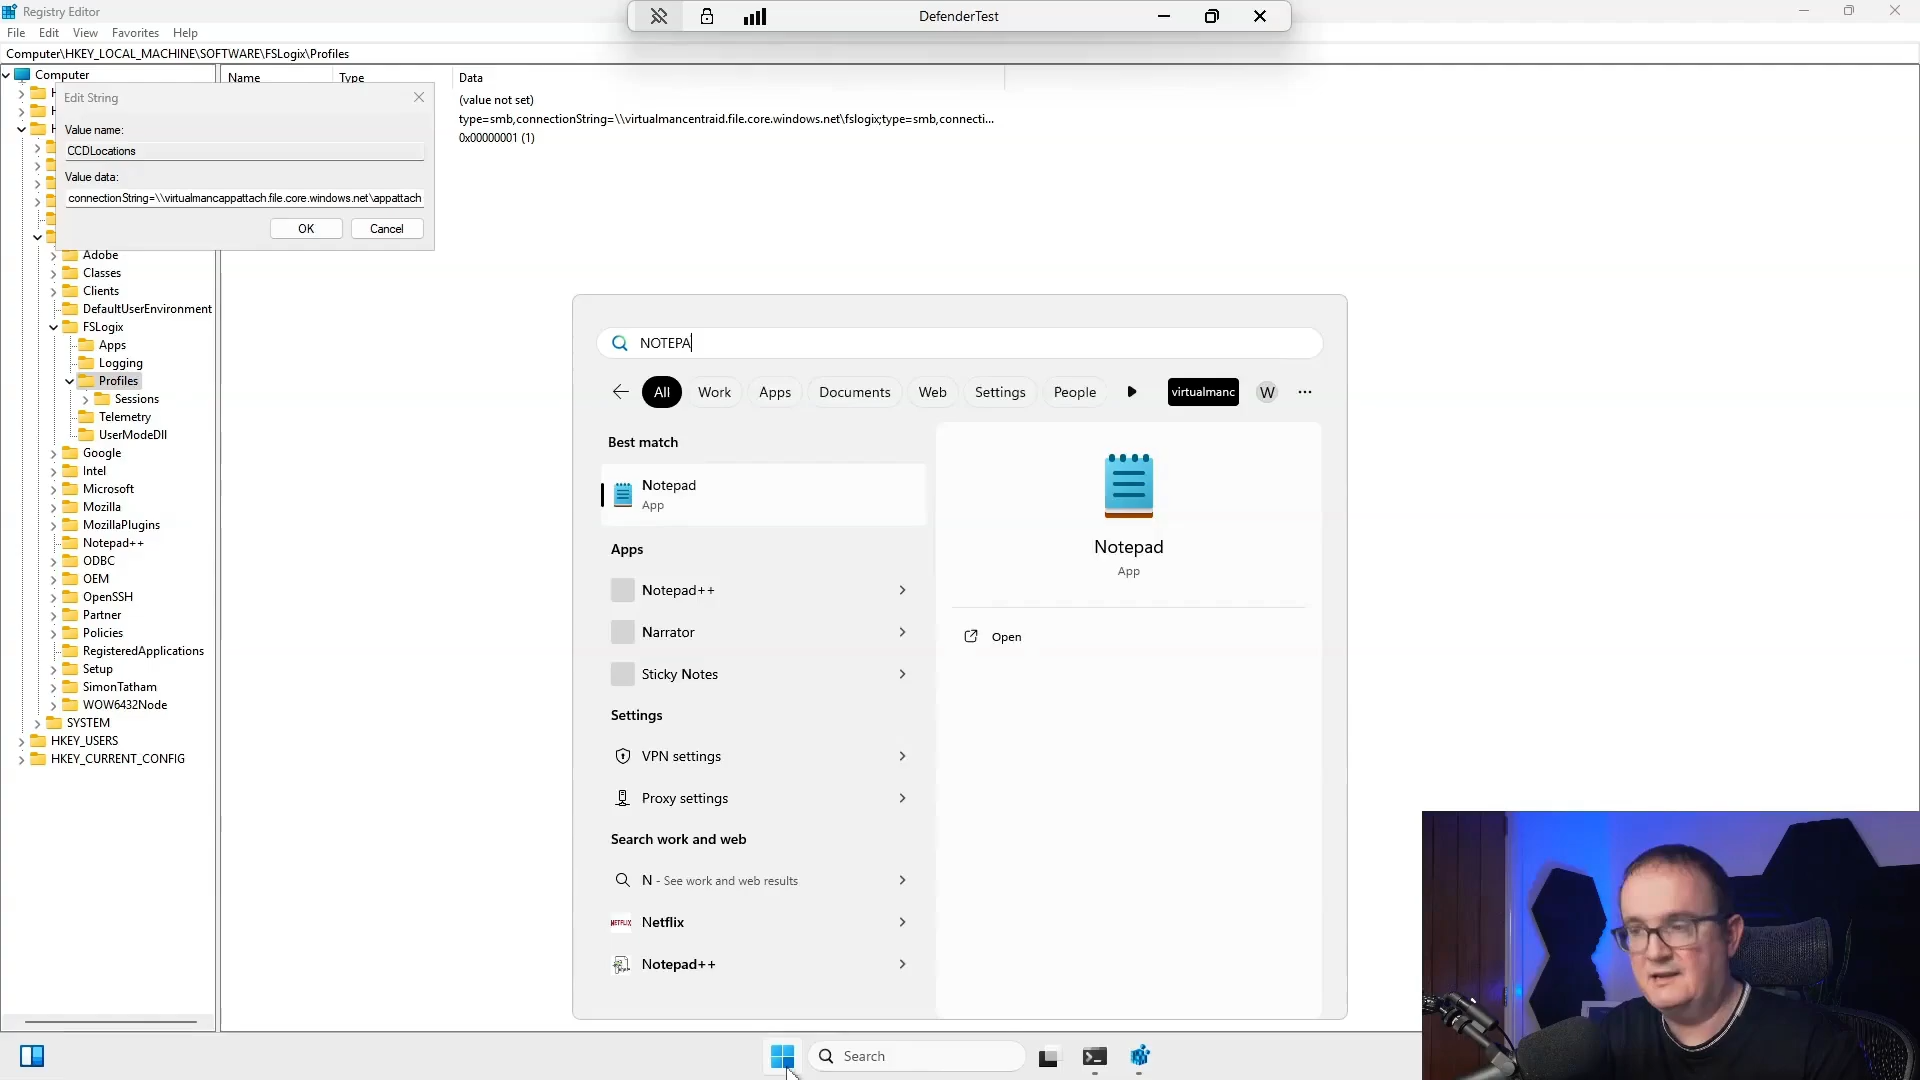 Registry Editor
DefenderTest
File Edit View Favorites Help
Computer\HKEY_LOCAL_MACHINE\SOFTWARE\FSLogix\Profiles
Computer
Name Type Data
(value not set)
type=smb,connectionString=\\virtualmancentraid.file.core.windows.net\fslogix;type=smb,connecti...
0x00000001 (1)
Edit String
Value name:
CCDLocations
Value data:
connectionString=\\virtualmancappattach.file.core.windows.net\appattach
OK Cancel
Adobe
Classes
Clients
DefaultUserEnvironment
FSLogix
Apps
Logging
Profiles
Sessions
Telemetry
UserModeDll
Google
Intel
Microsoft
Mozilla
MozillaPlugins
Notepad++
ODBC
OEM
OpenSSH
Partner
Policies
RegisteredApplications
Setup
SimonTatham
WOW6432Node
SYSTEM
HKEY_USERS
HKEY_CURRENT_CONFIG
NOTEPA
All Work Apps Documents Web Settings People virtualmanc W
Best match
Notepad
App
Apps
Notepad++
Narrator
Sticky Notes
Settings
VPN settings
Proxy settings
Search work and web
N - See work and web results
NETFLIX Netflix
Notepad++
Notepad
App
Open
Search